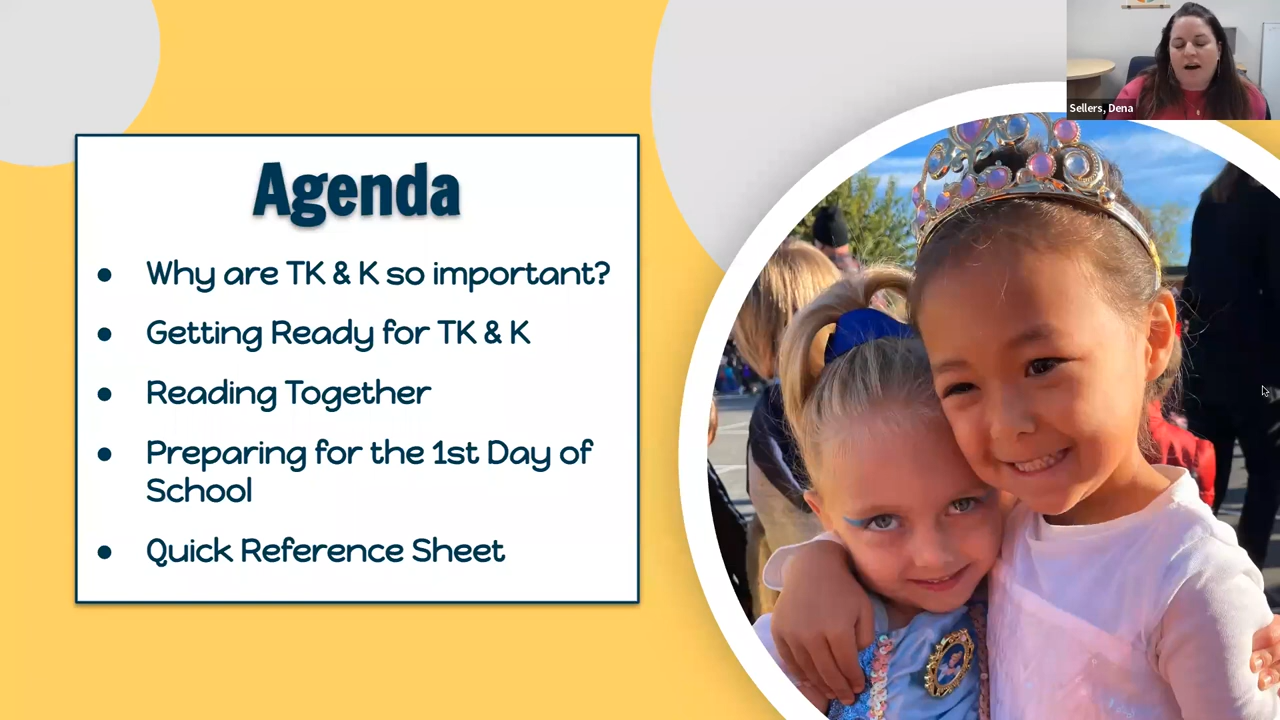 Sellers, Dena
Agenda
● Why are TK & K so important?
● Getting Ready for TK & K
● Reading Together
● Preparing for the 1st Day of
School
● Quick Reference Sheet